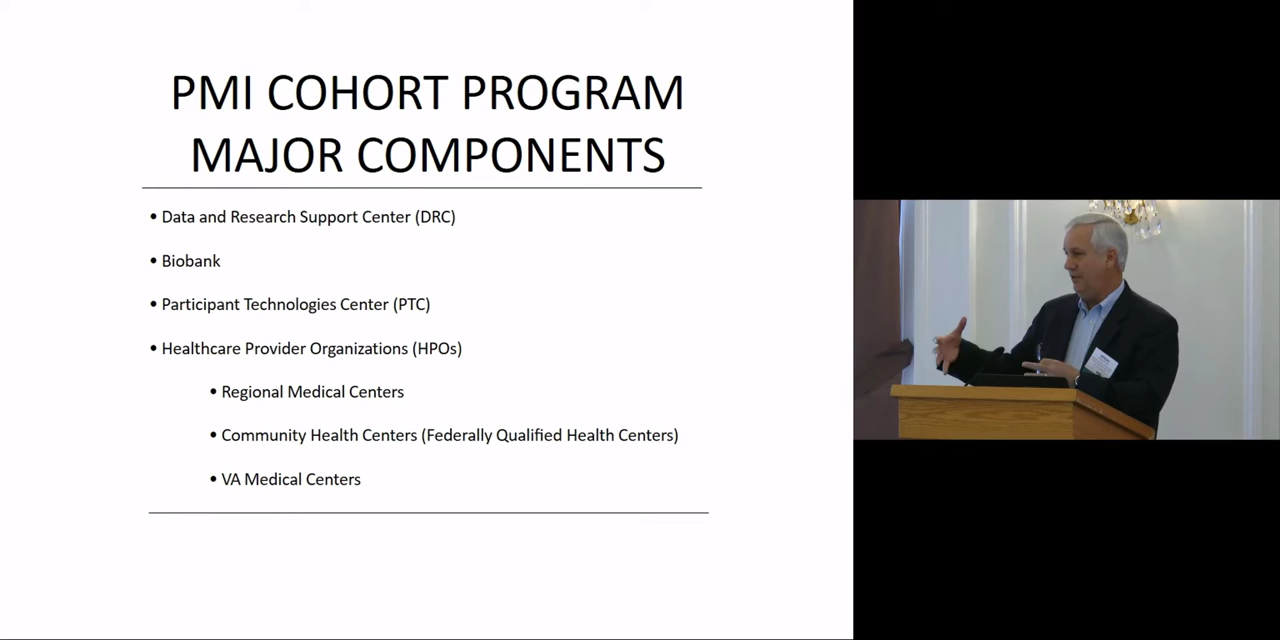 PMI COHORT PROGRAM
MAJOR COMPONENTS
• Data and Research Support Center (DRC)
• Biobank
• Participant Technologies Center (PTC)
• Healthcare Provider Organizations (HPOs)
• Regional Medical Centers
• Community Health Centers (Federally Qualified Health Centers)
• VA Medical Centers